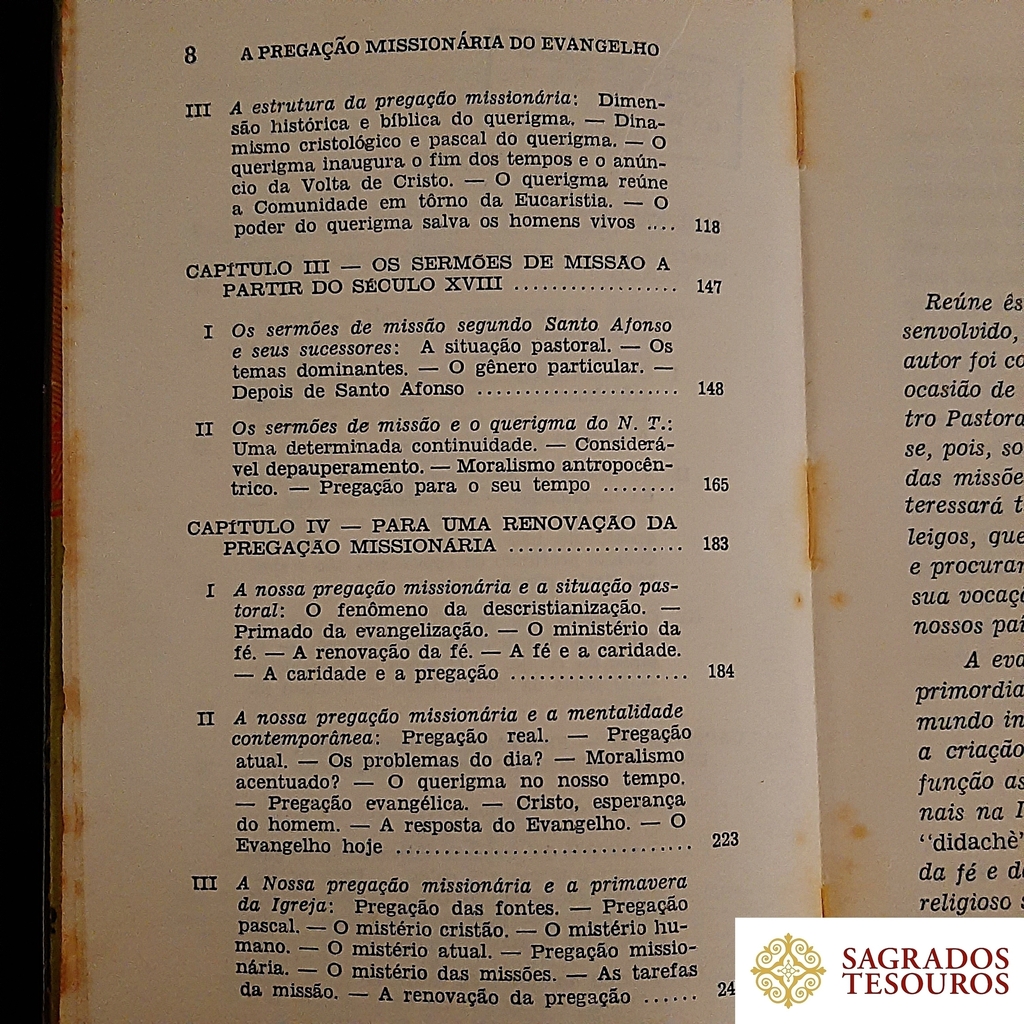 8 A PREGAÇÃO MISSIONÁRIA DO EVANGELHO
III A estrutura da pregação missionária: Dimen-
são histórica e bíblica do querigma. — Dina-
mismo cristológico e pascal do querigma. — O
querigma inaugura o fim dos tempos e o anún-
cio da Volta de Cristo. — O querigma reúne
a Comunidade em tôrno da Eucaristia. — O
poder do querigma salva os homens vivos .... 118
CAPÍTULO III — OS SERMÕES DE MISSÃO A
PARTIR DO SÉCULO XVIII .................. 147
I Os sermões de missão segundo Santo Afonso
e seus sucessores: A situação pastoral. — Os
temas dominantes. — O gênero particular. —
Depois de Santo Afonso ...................... 148
II Os sermões de missão e o querigma do N. T.:
Uma determinada continuidade. — Considerá-
vel depauperamento. — Moralismo antropocên-
trico. — Pregação para o seu tempo ........ 165
CAPÍTULO IV — PARA UMA RENOVAÇÃO DA
PREGAÇÃO MISSIONÁRIA ................... 183
I A nossa pregação missionária e a situação pas-
toral: O fenômeno da descristianização. —
Primado da evangelização. — O ministério da
fé. — A renovação da fé. — A fé e a caridade.
— A caridade e a pregação ................... 184
II A nossa pregação missionária e a mentalidade
contemporânea: Pregação real. — Pregação
atual. — Os problemas do dia? — Moralismo
acentuado? — O querigma no nosso tempo.
— Pregação evangélica. — Cristo, esperança
do homem. — A resposta do Evangelho. — O
Evangelho hoje ............................... 223
III A Nossa pregação missionária e a primavera
da Igreja: Pregação das fontes. — Pregação
pascal. — O mistério cristão. — O mistério hu-
mano. — O mistério atual. — Pregação missio-
nária. — O mistério das missões. — As tarefas
da missão. — A renovação da pregação ...... 24
Reúne ês
senvolvido,
autor foi co
ocasião de
tro Pastora
se, pois, so
das missõe
teressará t
leigos, que
e procuram
sua vocaçã
nossos paí
A eva
primordia
mundo in
a criação
função as
nais na I
"didachè"
da fé e d
religioso s
SAGRADOS
TESOUROS